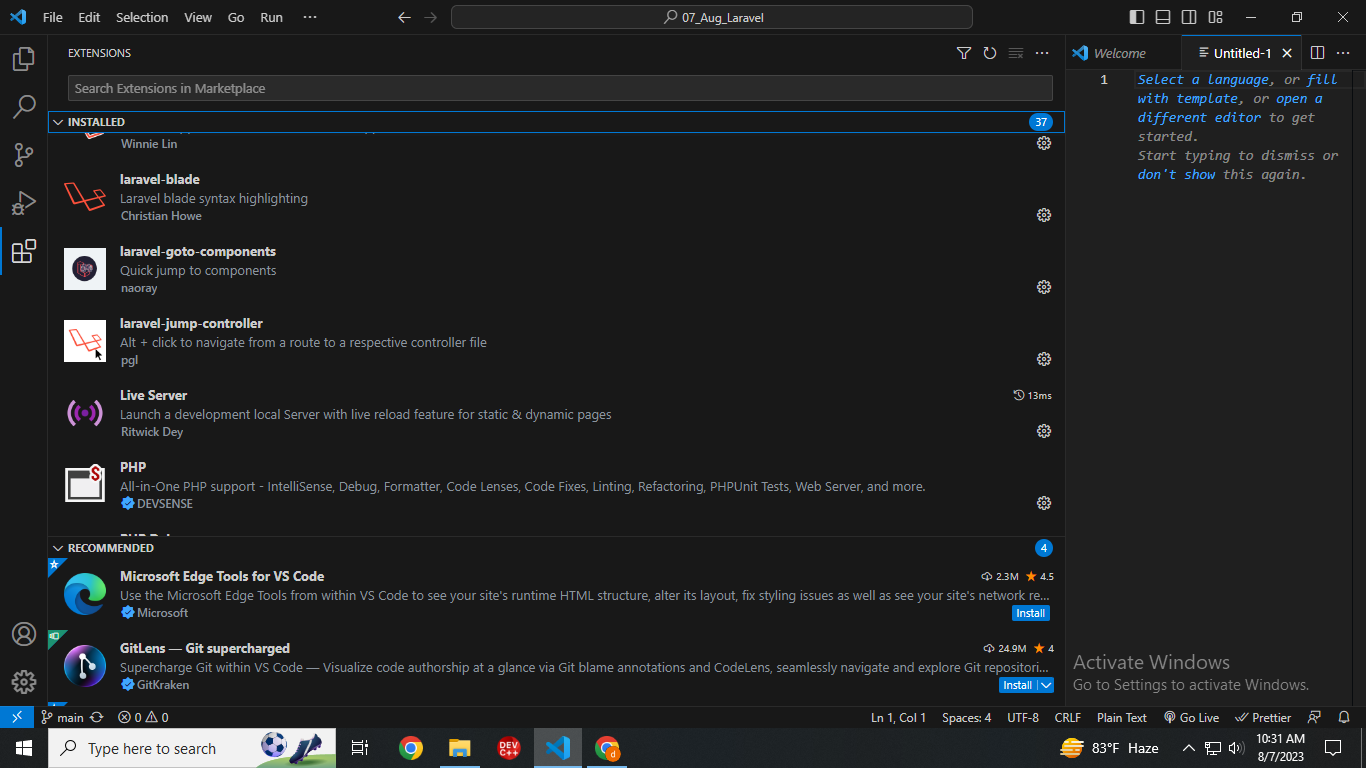 File Edit Selection View Go Run ···
07_Aug_Laravel
EXTENSIONS
Search Extensions in Marketplace
INSTALLED 37
Winnie Lin
laravel-blade
Laravel blade syntax highlighting
Christian Howe
laravel-goto-components
Quick jump to components
naoray
laravel-jump-controller
Alt + click to navigate from a route to a respective controller file
pgl
Live Server 13ms
Launch a development local Server with live reload feature for static & dynamic pages
Ritwick Dey
PHP
All-in-One PHP support - IntelliSense, Debug, Formatter, Code Lenses, Code Fixes, Linting, Refactoring, PHPUnit Tests, Web Server, and more.
DEVSENSE
RECOMMENDED 4
Microsoft Edge Tools for VS Code 2.3M 4.5
Use the Microsoft Edge Tools from within VS Code to see your site's runtime HTML structure, alter its layout, fix styling issues as well as see your site's network re...
Microsoft Install
GitLens — Git supercharged 24.9M 4
Supercharge Git within VS Code — Visualize code authorship at a glance via Git blame annotations and CodeLens, seamlessly navigate and explore Git repositori...
GitKraken Install
Welcome Untitled-1
1 Select a language, or fill
with template, or open a
different editor to get
started.
Start typing to dismiss or
don't show this again.
Activate Windows
Go to Settings to activate Windows.
main 0 0 Ln 1, Col 1 Spaces: 4 UTF-8 CRLF Plain Text Go Live Prettier
Type here to search
DEV
C++
83°F Haze
10:31 AM
8/7/2023